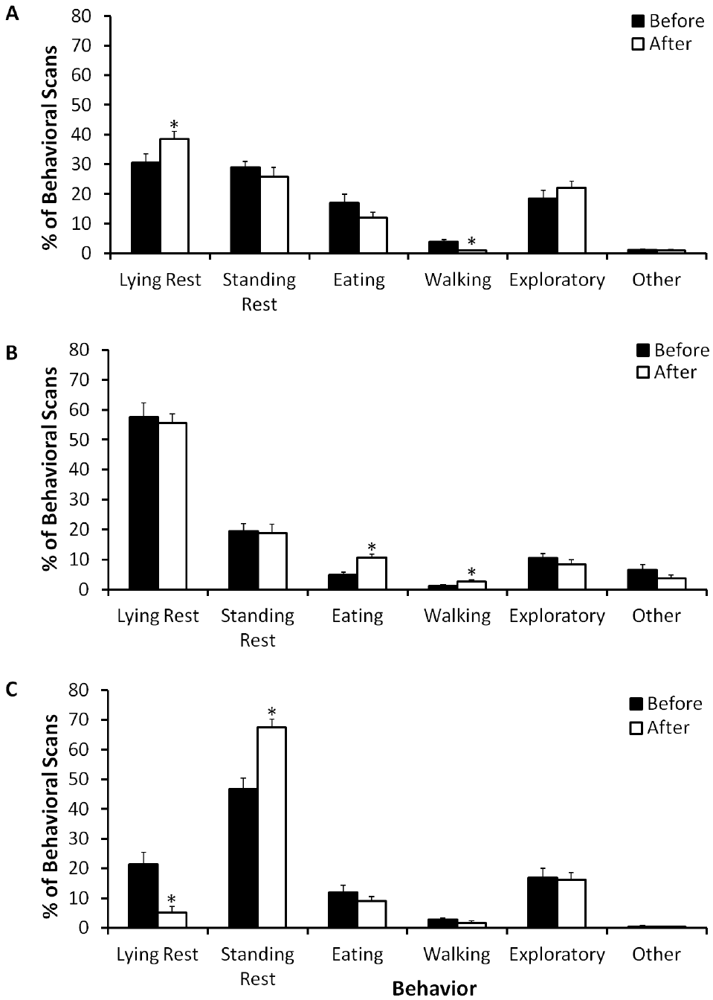 A
80
70
60
50
40
30
20
10
0
% of Behavioral Scans
Before
After
*
*
Lying Rest Standing Rest Eating Walking Exploratory Other
B
80
70
60
50
40
30
20
10
0
% of Behavioral Scans
Before
After
*
*
Lying Rest Standing Rest Eating Walking Exploratory Other
C
80
70
60
50
40
30
20
10
0
% of Behavioral Scans
Before
After
*
*
Lying Rest Standing Rest Eating Walking Exploratory Other
Behavior